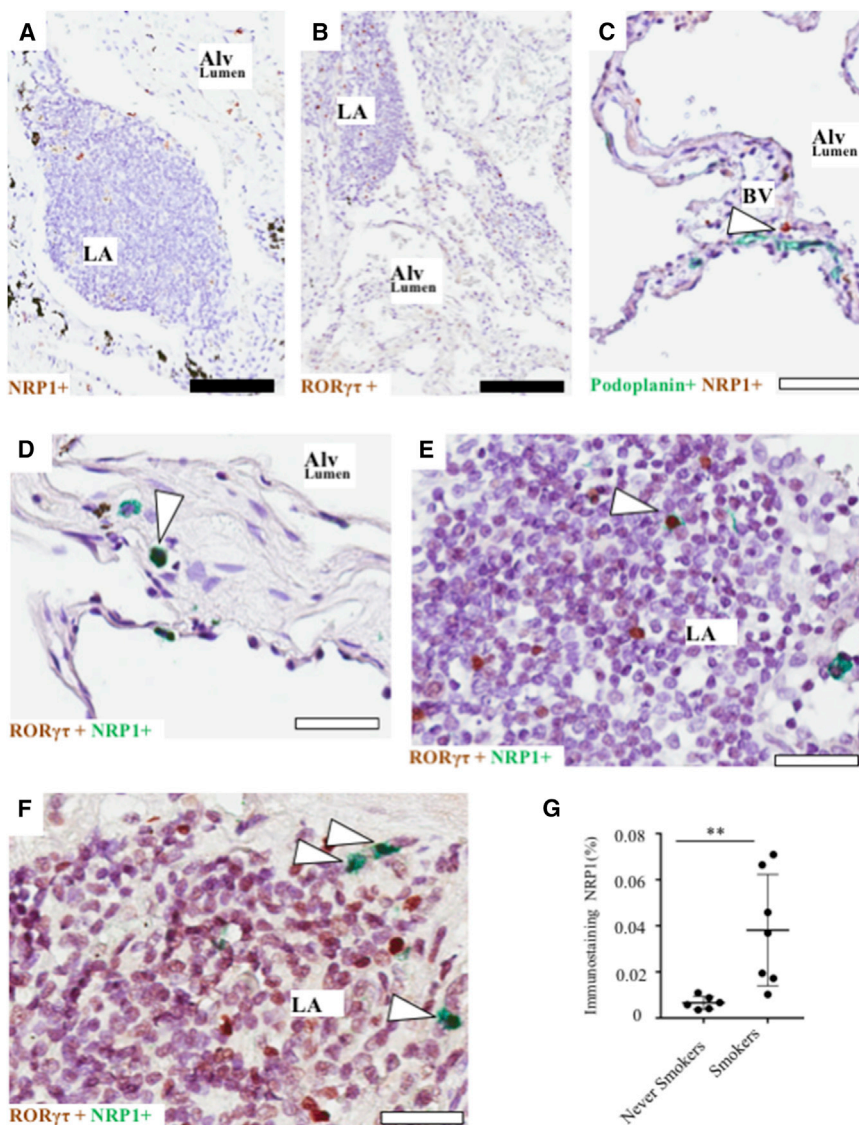 A
Alv
Lumen
LA
NRP1+
B
LA
Alv
Lumen
RORγτ +
C
Alv
Lumen
BV
Podoplanin+ NRP1+
D
Alv
Lumen
RORγτ + NRP1+
E
LA
RORγτ + NRP1+
F
LA
RORγτ + NRP1+
G
Immunostaining NRP1(%)
0.08
0.06
0.04
0.02
0
**
Never Smokers
Smokers